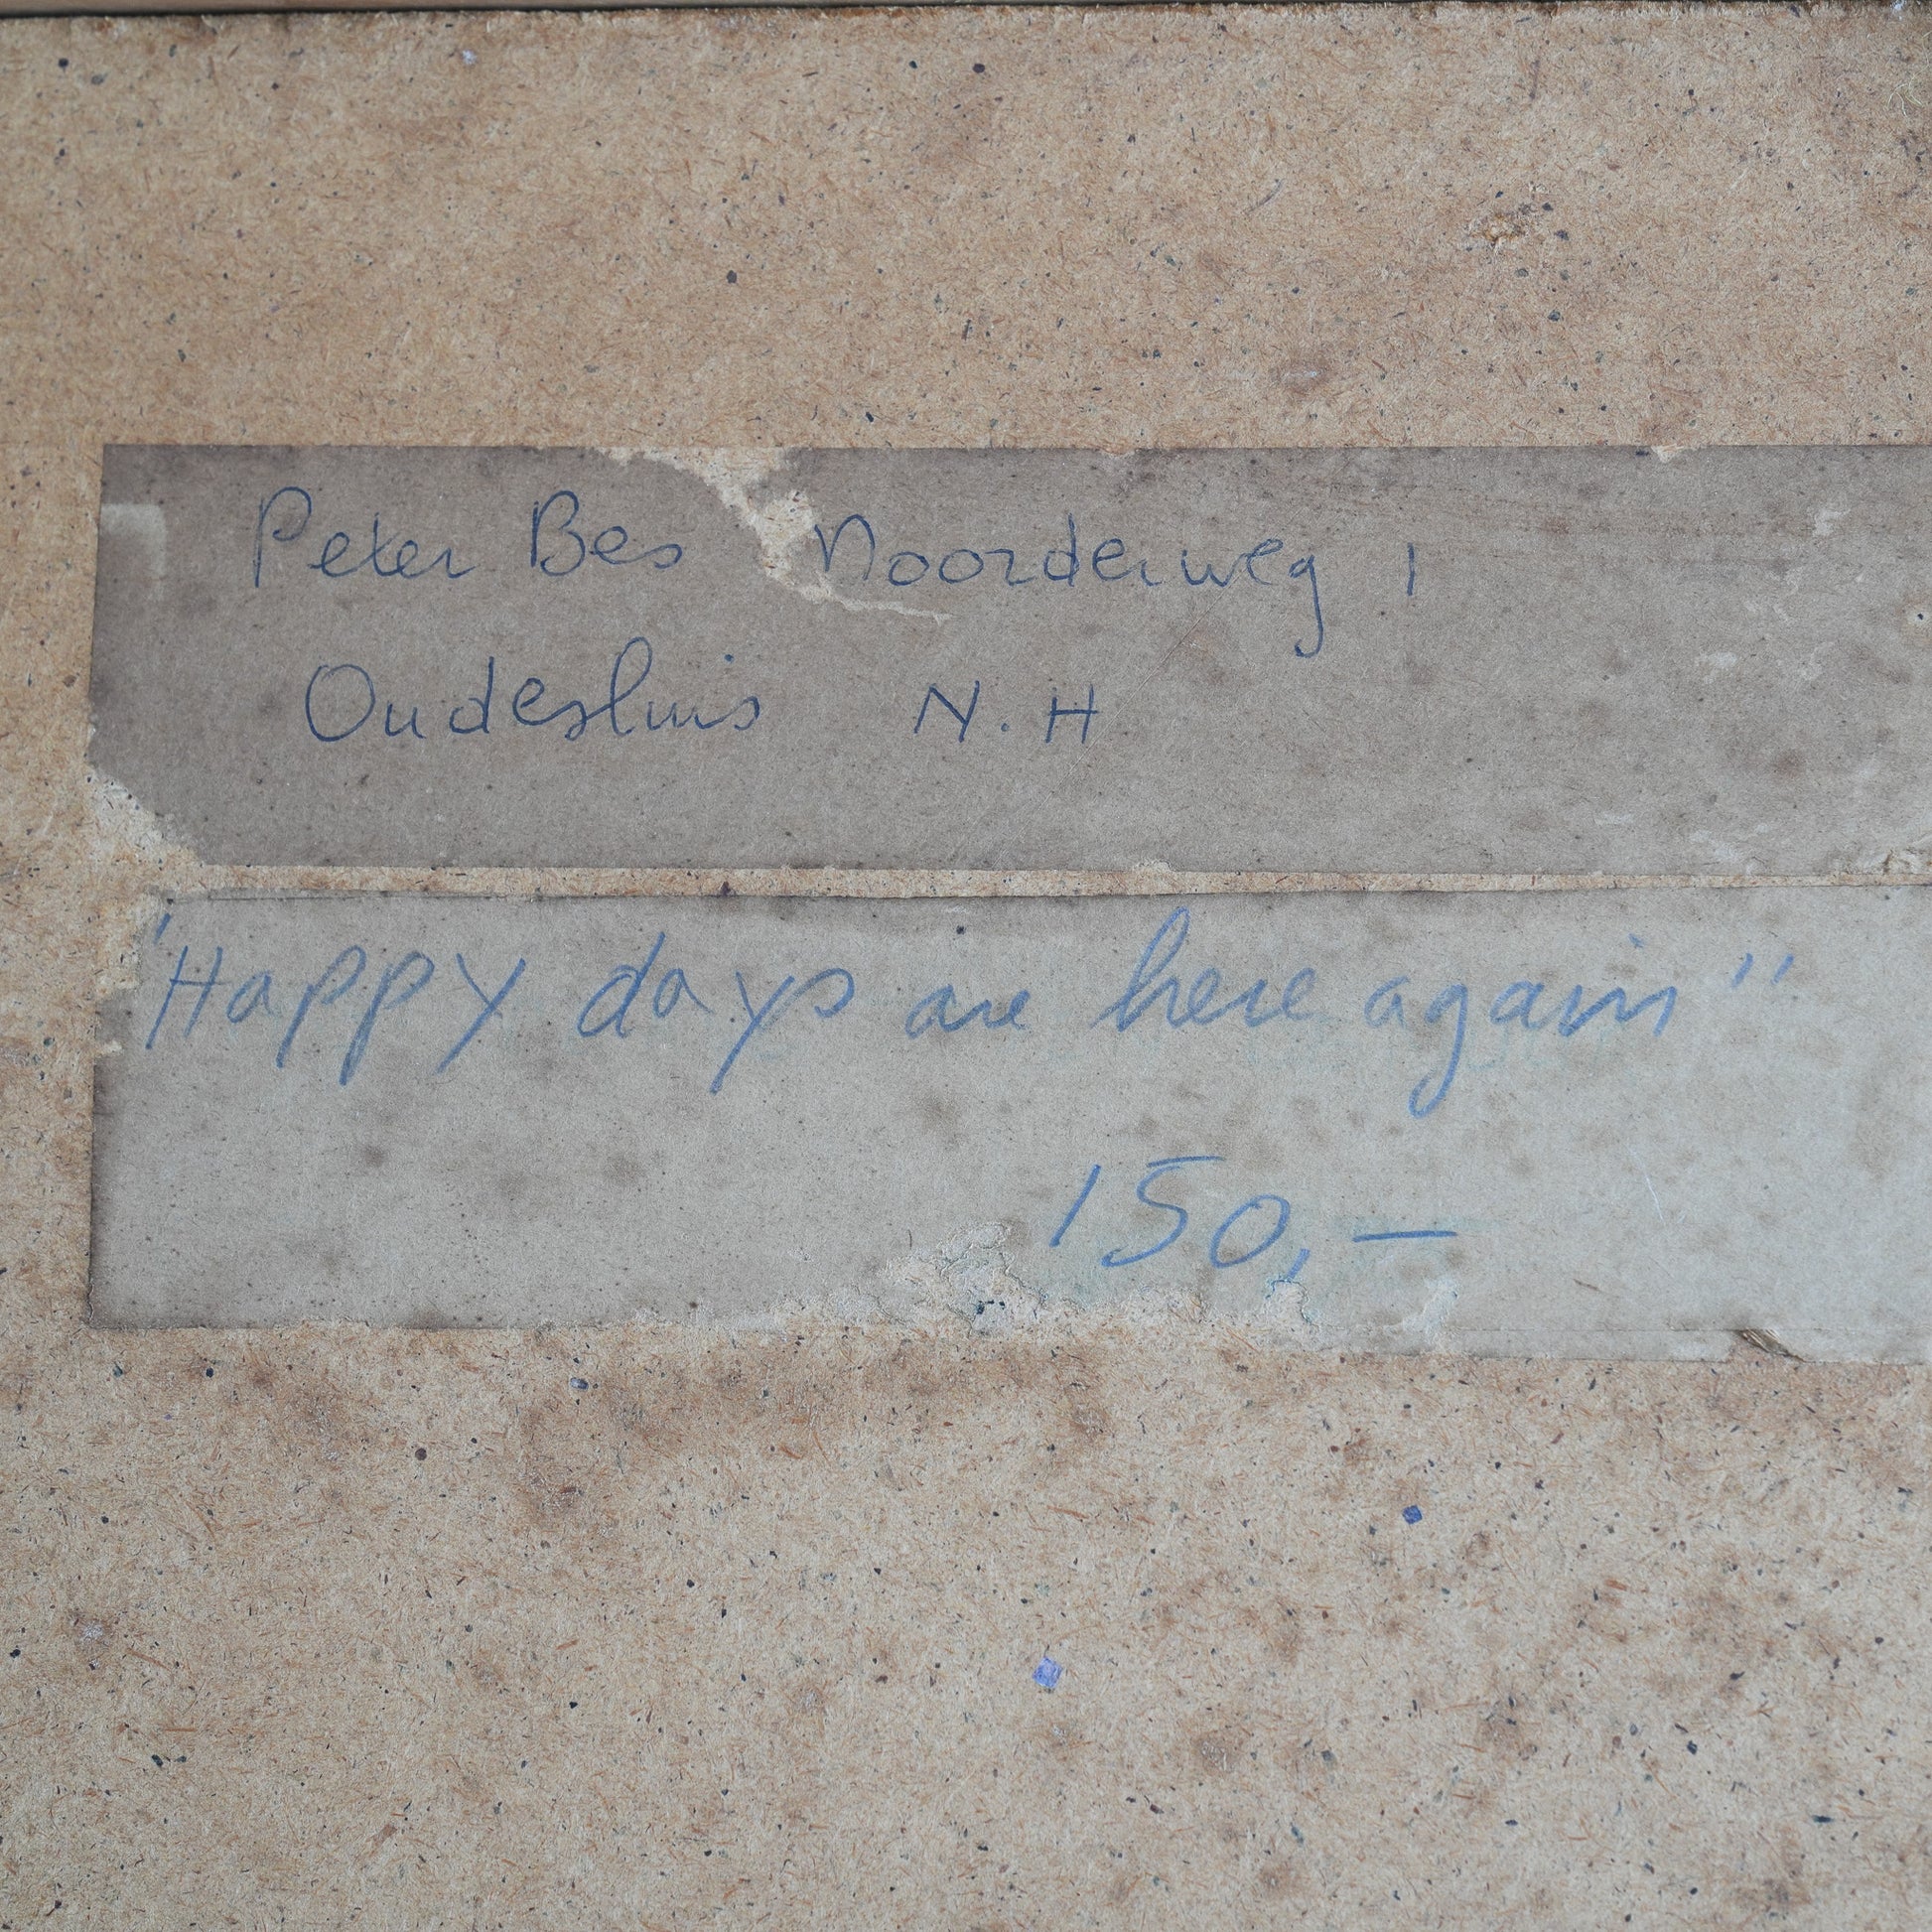 Peter Bes Noorderweg 1
Oudesluis N.H
"Happy days are here again"
150,—